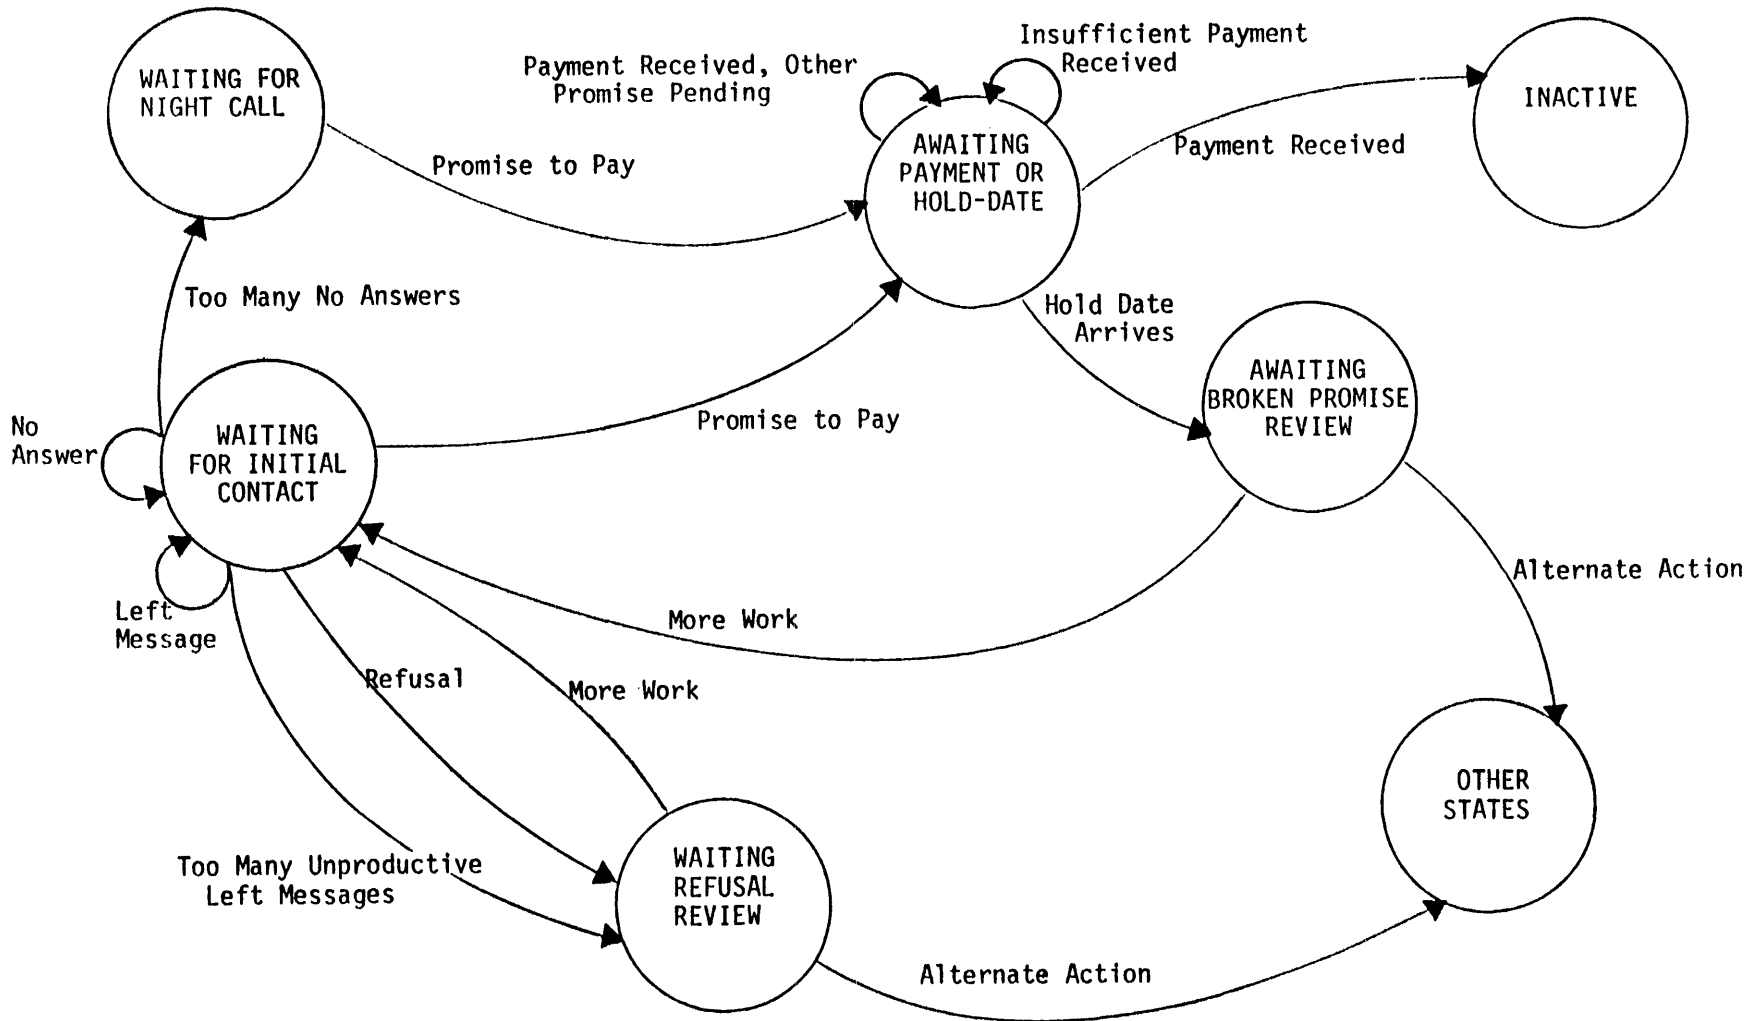 WAITING FOR
NIGHT CALL
Payment Received, Other
Promise Pending
Insufficient Payment
Received
INACTIVE
AWAITING
PAYMENT OR
HOLD-DATE
Payment Received
Promise to Pay
Too Many No Answers
Hold Date
Arrives
AWAITING
BROKEN PROMISE
REVIEW
No
Answer
WAITING
FOR INITIAL
CONTACT
Promise to Pay
Left
Message
More Work
Alternate Action
Refusal
More Work
OTHER
STATES
Too Many Unproductive
Left Messages
WAITING
REFUSAL
REVIEW
Alternate Action